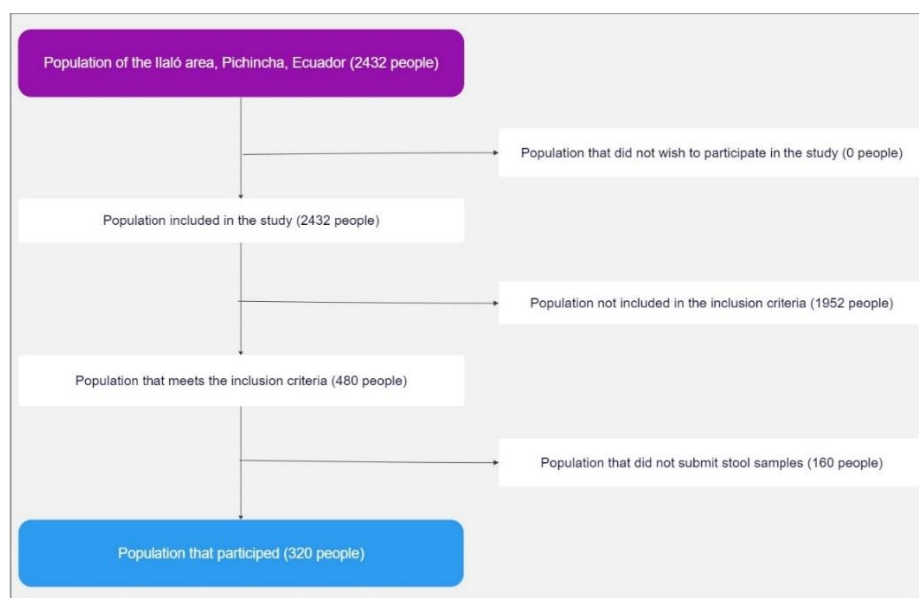 Population of the Ilaló area, Pichincha, Ecuador (2432 people)
Population that did not wish to participate in the study (0 people)
Population included in the study (2432 people)
Population not included in the inclusion criteria (1952 people)
Population that meets the inclusion criteria (480 people)
Population that did not submit stool samples (160 people)
Population that participed (320 people)